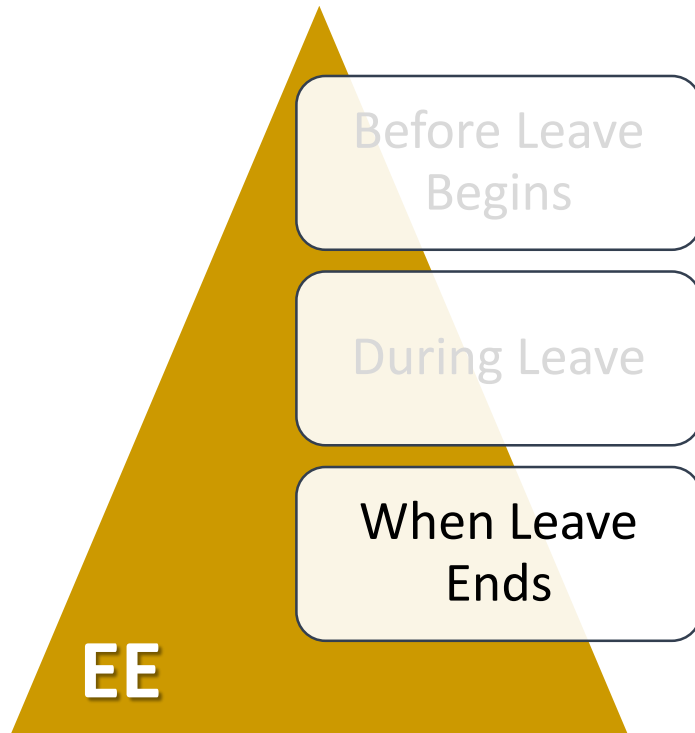 Before Leave
Begins
During Leave
When Leave
Ends
EE